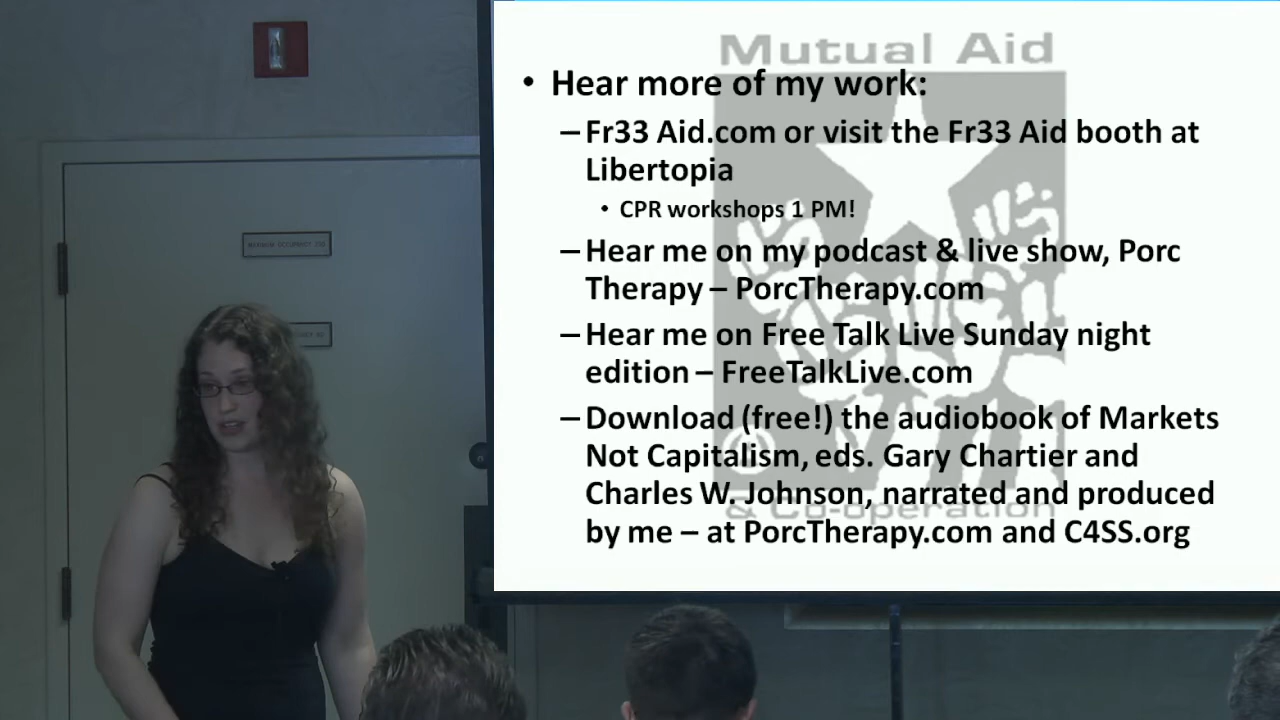 Mutual Aid
• Hear more of my work:
– Fr33 Aid.com or visit the Fr33 Aid booth at
Libertopia
• CPR workshops 1 PM!
– Hear me on my podcast & live show, Porc
Therapy – PorcTherapy.com
– Hear me on Free Talk Live Sunday night
edition – FreeTalkLive.com
– Download (free!) the audiobook of Markets
Not Capitalism, eds. Gary Chartier and
Charles W. Johnson, narrated and produced
& Co-operation
by me – at PorcTherapy.com and C4SS.org
MAXIMUM OCCUPANCY